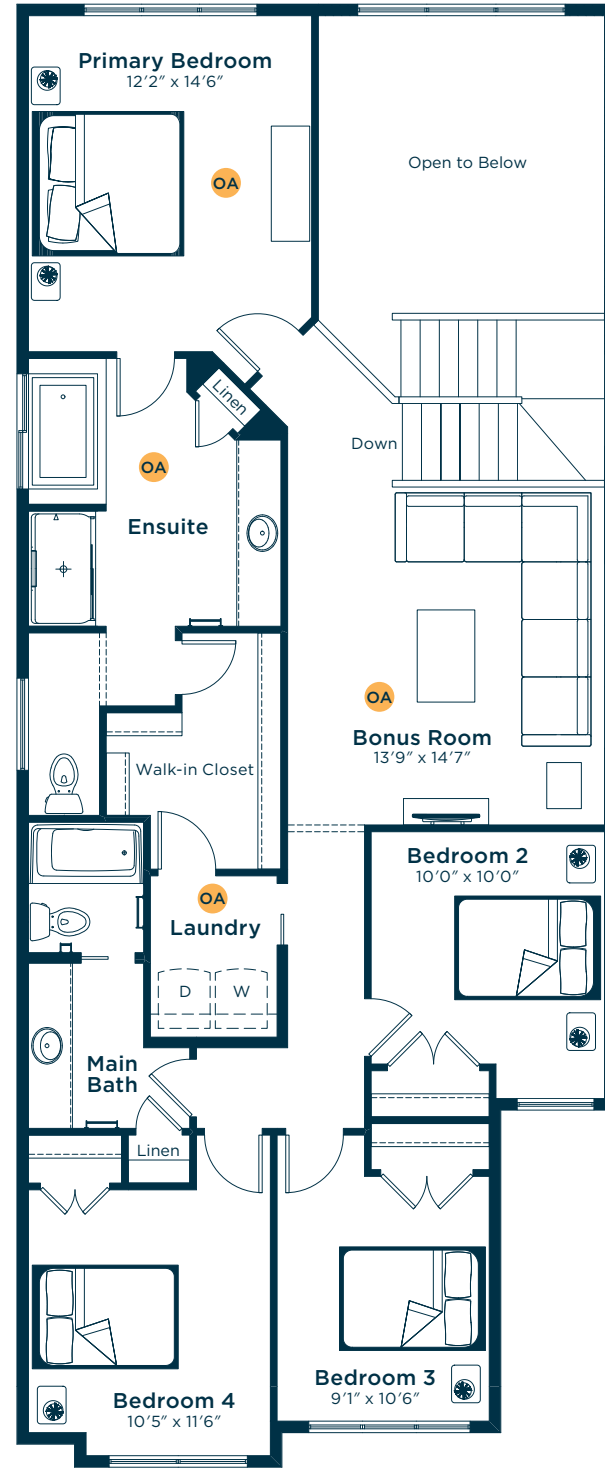 Primary Bedroom
12'2" x 14'6"
OA
Open to Below
Linen
Down
OA
Ensuite
OA
Bonus Room
13'9" x 14'7"
Walk-in Closet
Bedroom 2
10'0" x 10'0"
OA
Laundry
D
W
Main
Bath
Linen
Bedroom 3
9'1" x 10'6"
Bedroom 4
10'5" x 11'6"